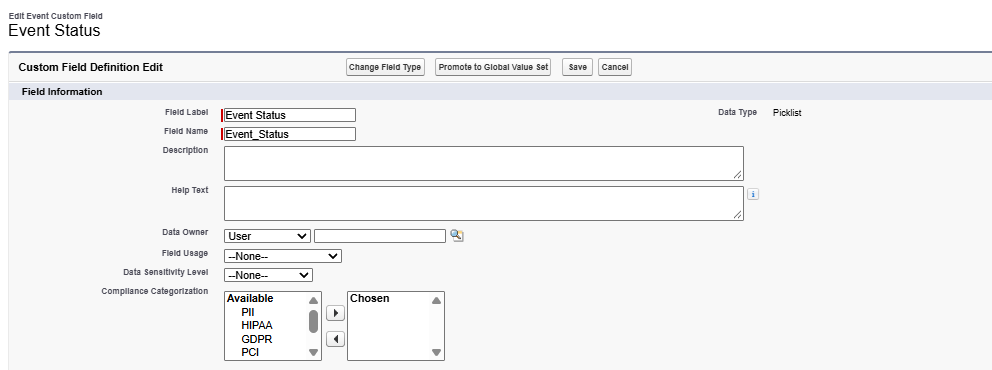 Edit Event Custom Field
Event Status
Custom Field Definition Edit Change Field Type Promote to Global Value Set Save Cancel
Field Information
Field Label Event Status Data Type Picklist
Field Name Event_Status
Description
Help Text i
Data Owner User
Field Usage --None--
Data Sensitivity Level --None--
Compliance Categorization Available Chosen
PII
HIPAA
GDPR
PCI